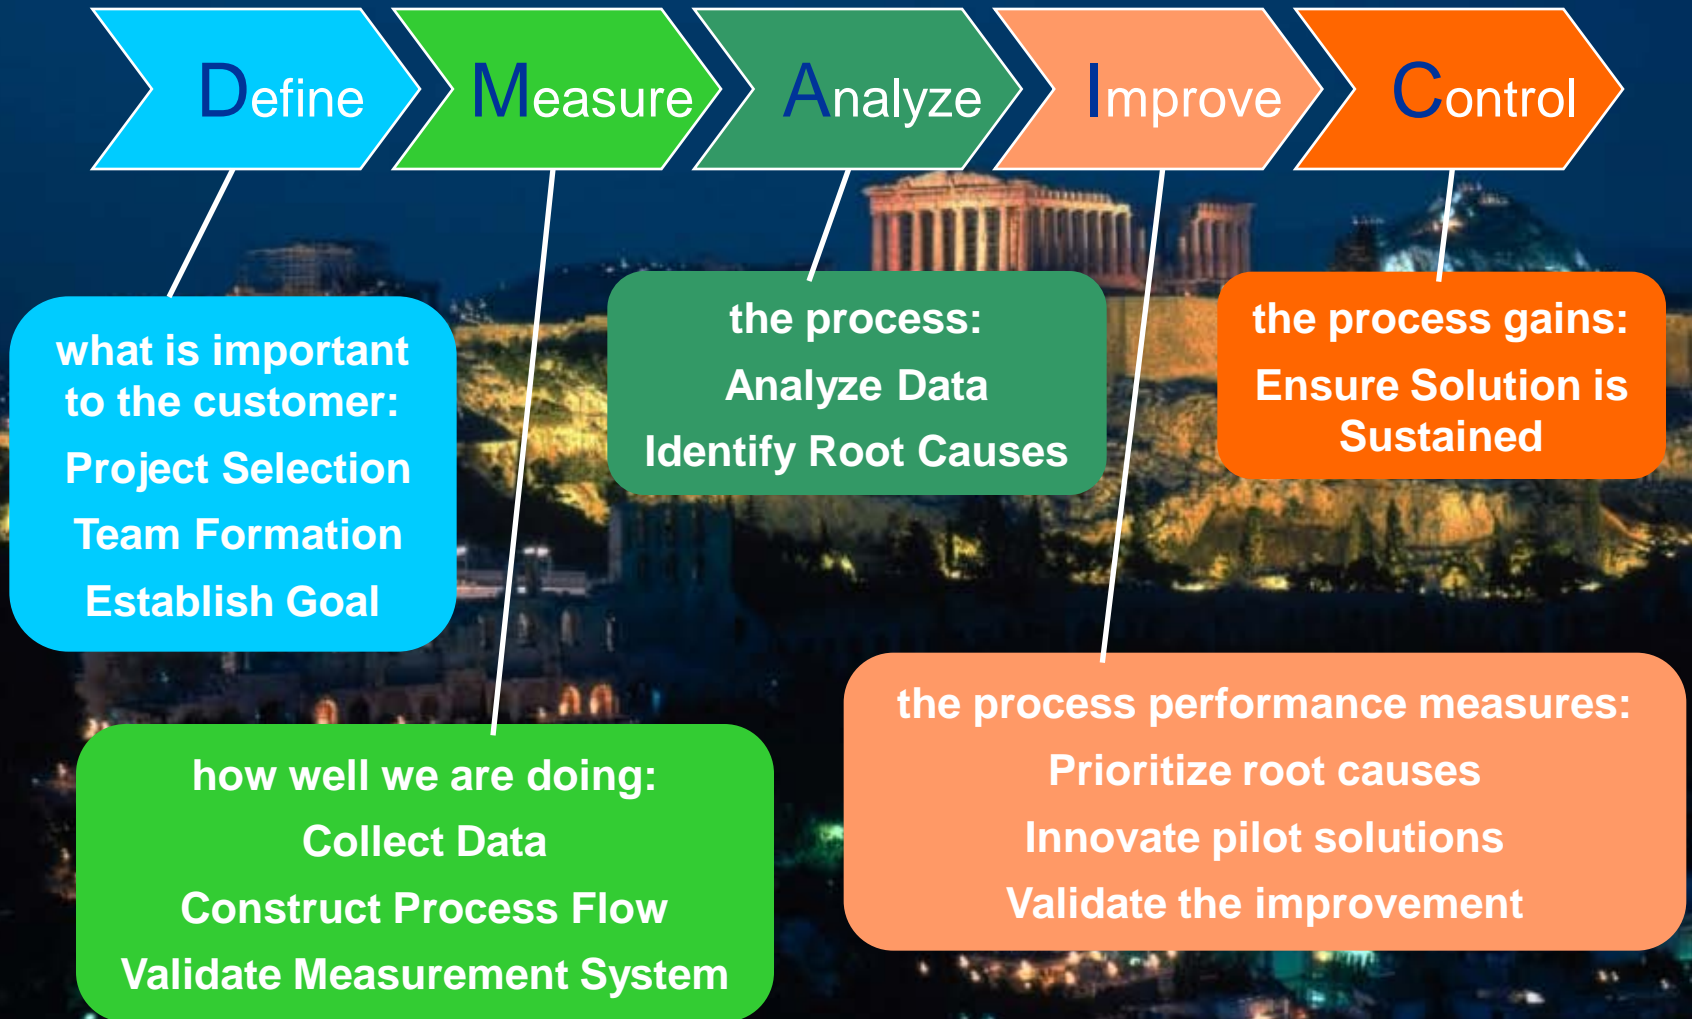 Define
Measure
Analyze
Improve
Control
what is important
to the customer:
Project Selection
Team Formation
Establish Goal
how well we are doing:
Collect Data
Construct Process Flow
Validate Measurement System
the process:
Analyze Data
Identify Root Causes
the process performance measures:
Prioritize root causes
Innovate pilot solutions
Validate the improvement
the process gains:
Ensure Solution is
Sustained